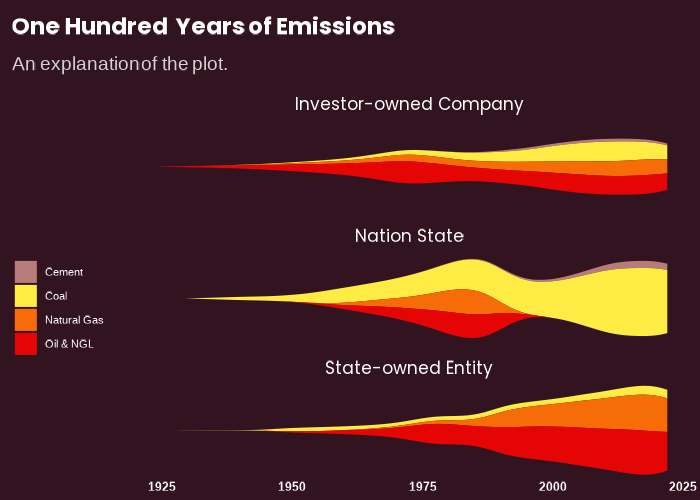 One Hundred Years of Emissions
An explanation of the plot.
Investor-owned Company
Nation State
Cement
Coal
Natural Gas
Oil & NGL
State-owned Entity
1925 1950 1975 2000 2025